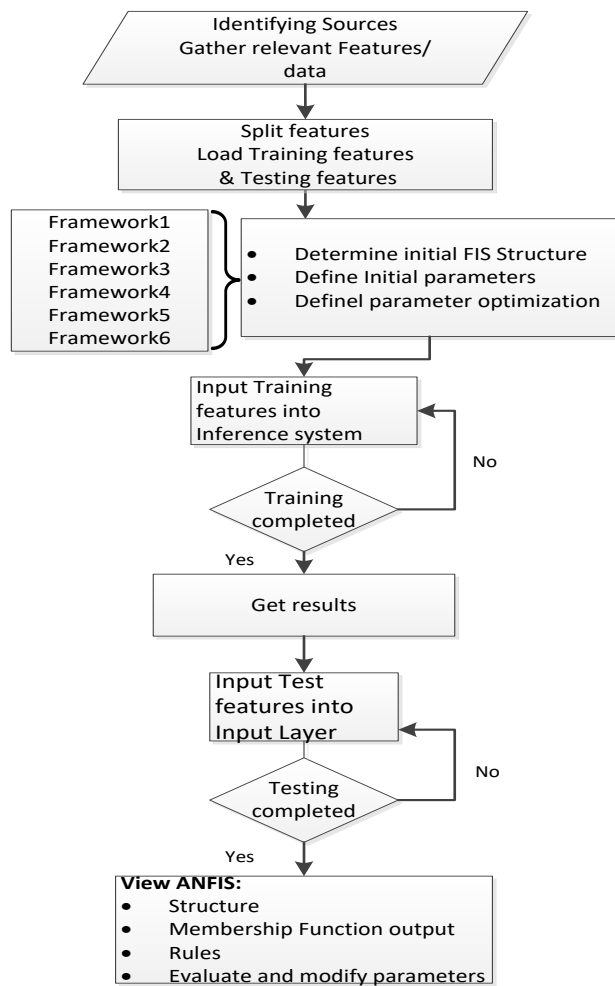 Identifying Sources
Gather relevant Features/
data
Split features
Load Training features
& Testing features
Framework1
Framework2
Framework3
Framework4
Framework5
Framework6
• Determine initial FIS Structure
• Define Initial parameters
• Definel parameter optimization
Input Training
features into
Inference system
No
Training
completed
Yes
Get results
Input Test
features into
Input Layer
No
Testing
completed
Yes
View ANFIS:
• Structure
• Membership Function output
• Rules
• Evaluate and modify parameters